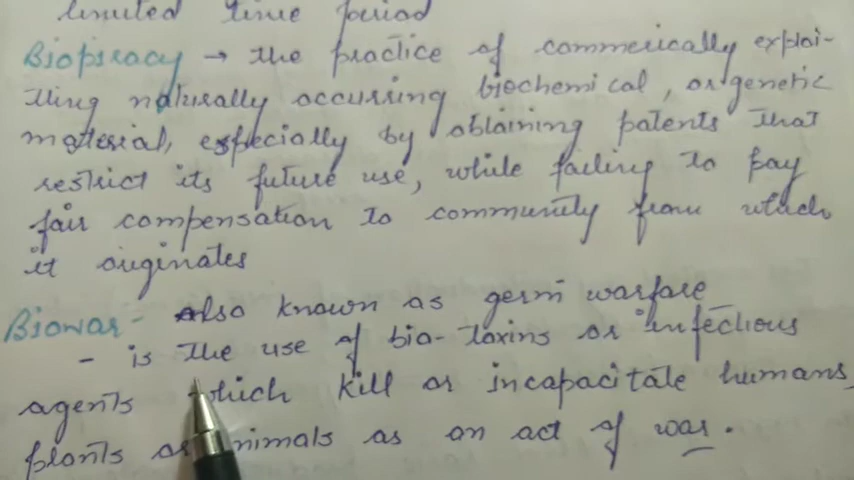 limited time period
Biopiracy → the practice of commerically exploi-
ting naturally occurring biochemical, or genetic
material, especially by obtaining patents that
restrict its future use, while failing to pay
fair compensation to community from which
it originates
Biowar - also known as germ warfare
- is the use of bio-toxins or infectious
agents which kill or incapacitate humans,
plants or animals as an act of war.